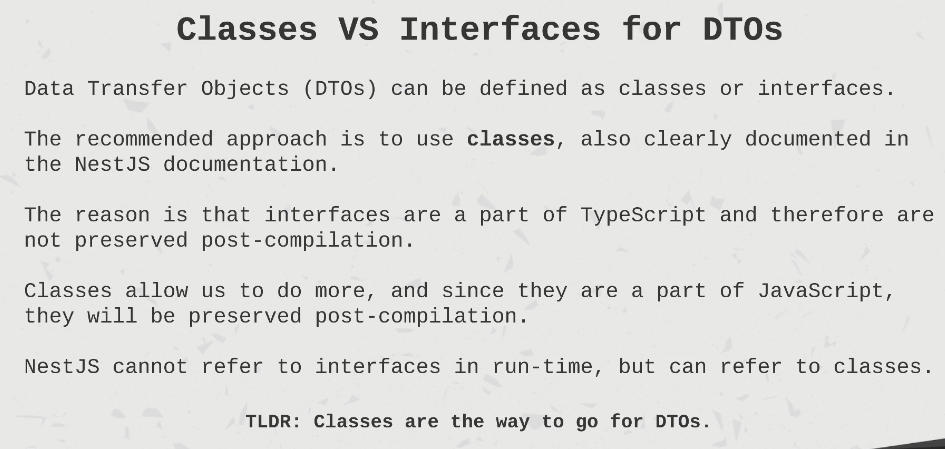 Classes VS Interfaces for DTOs
Data Transfer Objects (DTOs) can be defined as classes or interfaces.
The recommended approach is to use classes, also clearly documented in
the NestJS documentation.
The reason is that interfaces are a part of TypeScript and therefore are
not preserved post-compilation.
Classes allow us to do more, and since they are a part of JavaScript,
they will be preserved post-compilation.
NestJS cannot refer to interfaces in run-time, but can refer to classes.
TLDR: Classes are the way to go for DTOs.